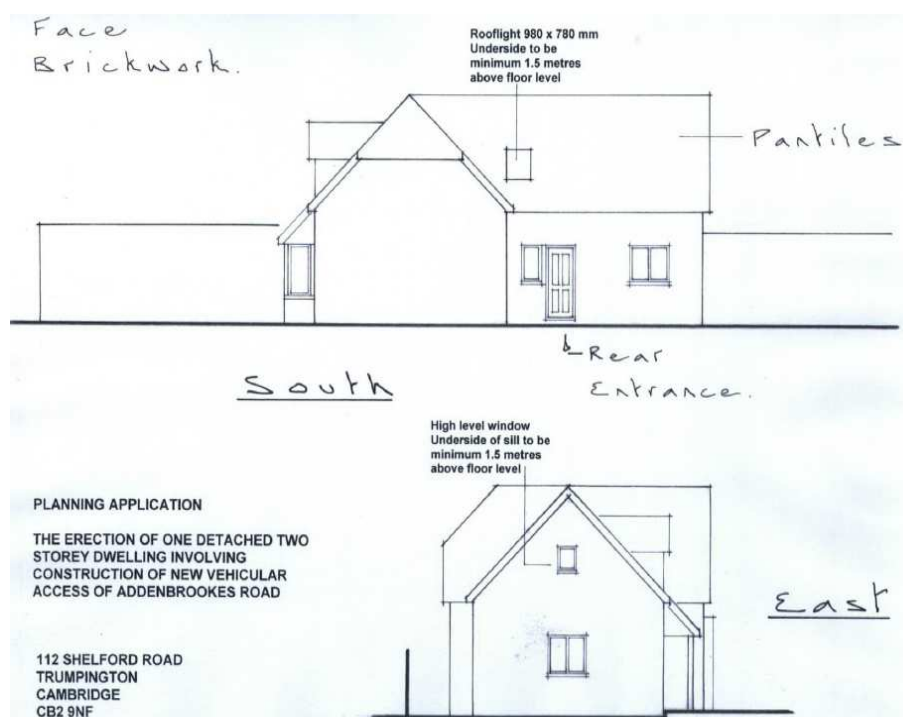 Face
Brickwork.
Rooflight 980 x 780 mm
Underside to be
minimum 1.5 metres
above floor level
Pantiles
Rear
Entrance.
South
High level window
Underside of sill to be
minimum 1.5 metres
above floor level
PLANNING APPLICATION
THE ERECTION OF ONE DETACHED TWO
STOREY DWELLING INVOLVING
CONSTRUCTION OF NEW VEHICULAR
ACCESS OF ADDENBROOKES ROAD
East
112 SHELFORD ROAD
TRUMPINGTON
CAMBRIDGE
CB2 9NF